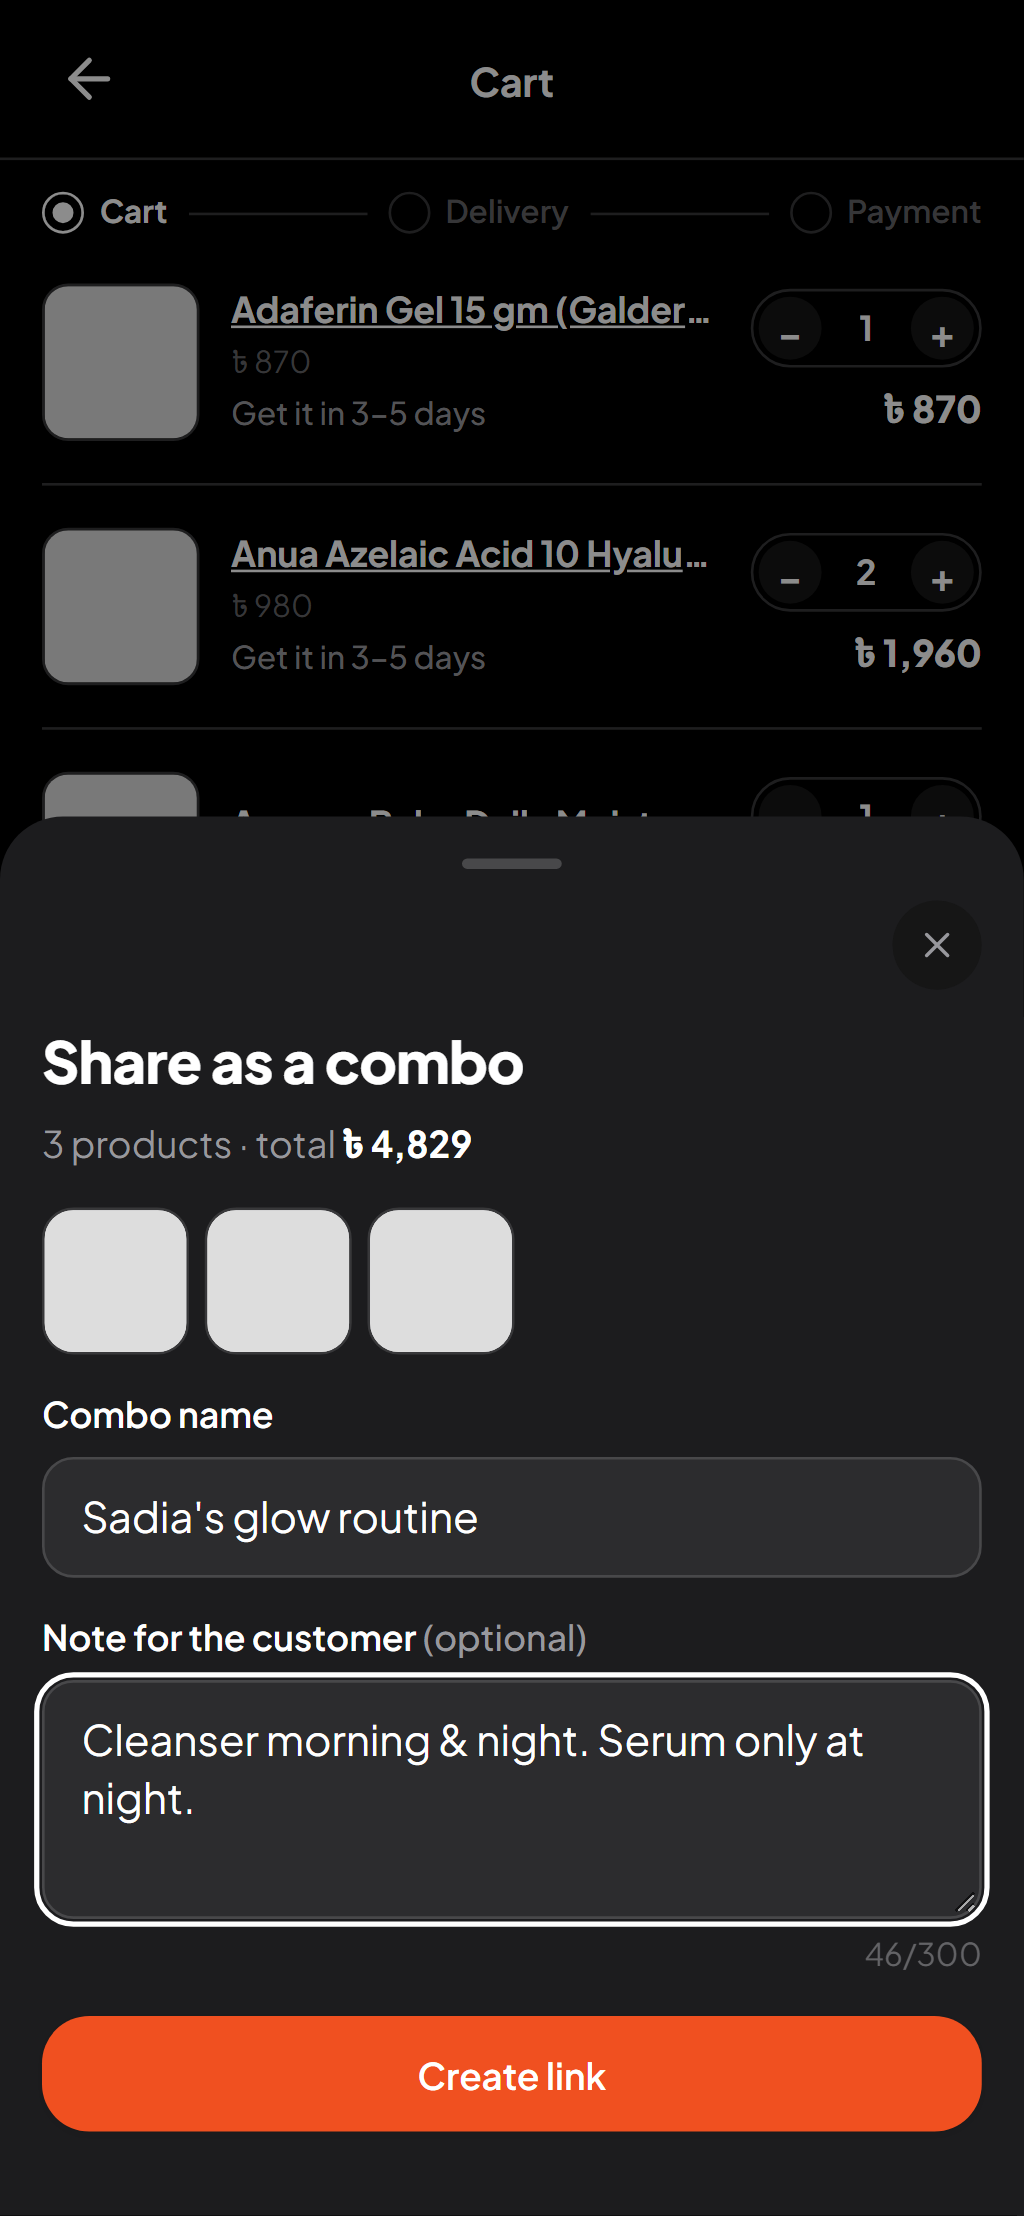 Cart
Cart
Delivery
Payment
Adaferin Gel 15 gm (Galder...
৳ 870
Get it in 3–5 days
− 1 +
৳ 870
Anua Azelaic Acid 10 Hyalu...
৳ 980
Get it in 3–5 days
− 2 +
৳ 1,960
1
Share as a combo
3 products · total ৳ 4,829
Combo name
Sadia's glow routine
Note for the customer (optional)
Cleanser morning & night. Serum only at
night.
46/300
Create link